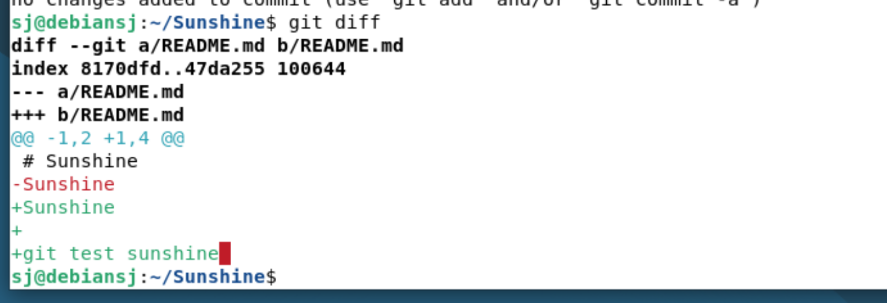 no changes added to commit (use "git add" and/or "git commit -a")
sj@debiansj:~/Sunshine$ git diff
diff --git a/README.md b/README.md
index 8170dfd..47da255 100644
--- a/README.md
+++ b/README.md
@@ -1,2 +1,4 @@
 # Sunshine
-Sunshine
+Sunshine
+
+git test sunshine
sj@debiansj:~/Sunshine$